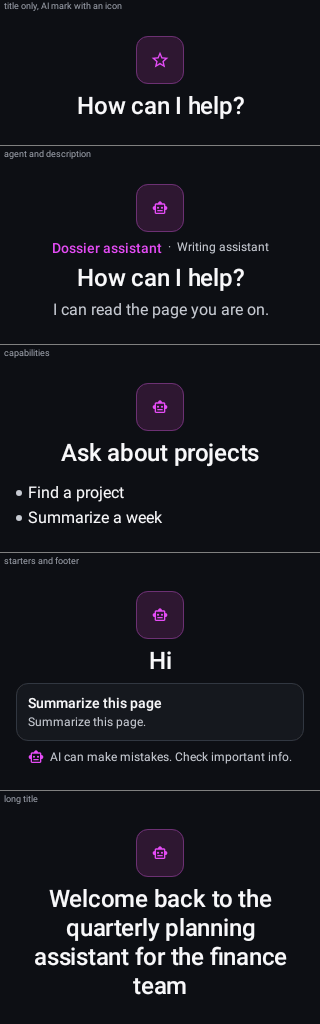 title only, AI mark with an icon
How can I help?
agent and description
Dossier assistant · Writing assistant
How can I help?
I can read the page you are on.
capabilities
Ask about projects
• Find a project
• Summarize a week
starters and footer
Hi
Summarize this page
Summarize this page.
AI can make mistakes. Check important info.
long title
Welcome back to the
quarterly planning
assistant for the finance
team